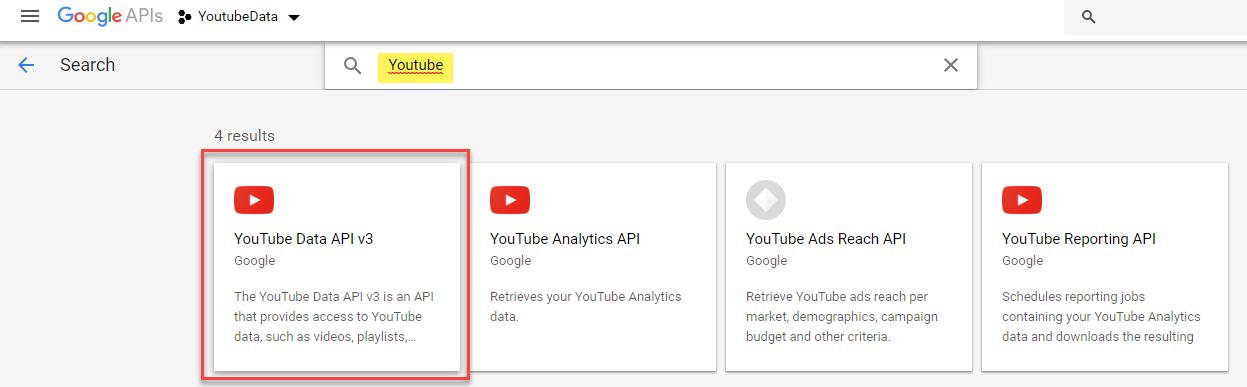 Google APIs YoutubeData
Search Youtube
4 results
YouTube Data API v3
Google
The YouTube Data API v3 is an API
that provides access to YouTube
data, such as videos, playlists,...
YouTube Analytics API
Google
Retrieves your YouTube Analytics
data.
YouTube Ads Reach API
Google
Retrieve YouTube ads reach per
market, demographics, campaign
budget and other criteria.
YouTube Reporting API
Google
Schedules reporting jobs
containing your YouTube Analytics
data and downloads the resulting